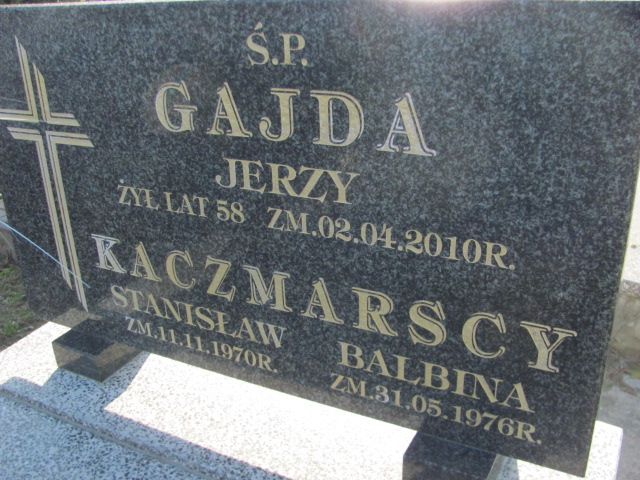 Ś.P.
GAJDA
JERZY
ŻYŁ LAT 58 ZM.02.04.2010R.
KACZMARSCY
STANISŁAW BALBINA
ZM.11.11.1970R. ZM.31.05.1976R.